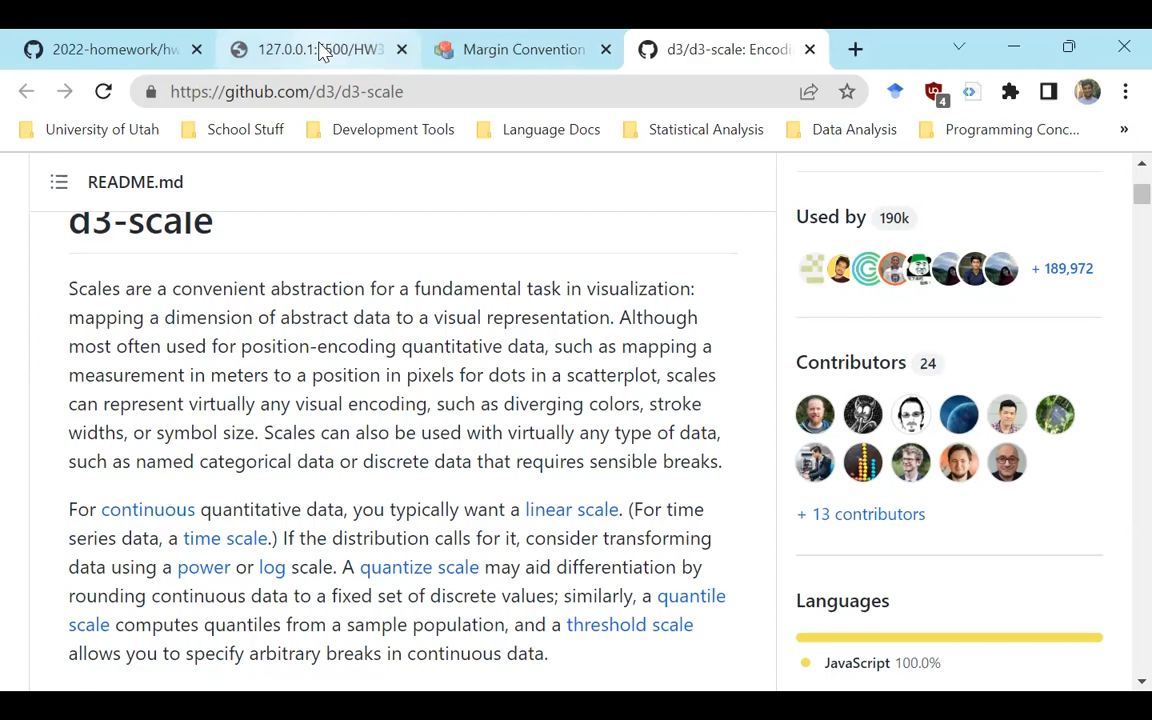 2022-homework/hw
127.0.0.1:5500/HW3
Margin Convention
d3/d3-scale: Encodi
https://github.com/d3/d3-scale
4
University of Utah
School Stuff
Development Tools
Language Docs
Statistical Analysis
Data Analysis
Programming Conc...
»
README.md
d3-scale
Scales are a convenient abstraction for a fundamental task in visualization:
mapping a dimension of abstract data to a visual representation. Although
most often used for position-encoding quantitative data, such as mapping a
measurement in meters to a position in pixels for dots in a scatterplot, scales
can represent virtually any visual encoding, such as diverging colors, stroke
widths, or symbol size. Scales can also be used with virtually any type of data,
such as named categorical data or discrete data that requires sensible breaks.
For continuous quantitative data, you typically want a linear scale. (For time
series data, a time scale.) If the distribution calls for it, consider transforming
data using a power or log scale. A quantize scale may aid differentiation by
rounding continuous data to a fixed set of discrete values; similarly, a quantile
scale computes quantiles from a sample population, and a threshold scale
allows you to specify arbitrary breaks in continuous data.
Used by 190k
+ 189,972
Contributors 24
+ 13 contributors
Languages
JavaScript 100.0%